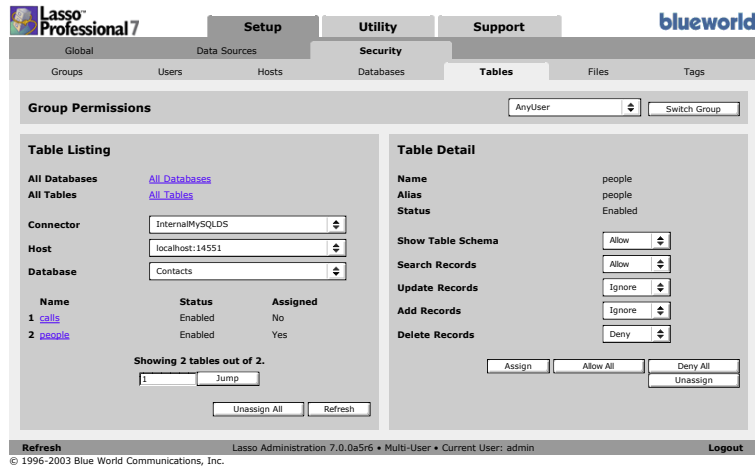 Lasso™
Professional 7
Setup Utility Support
blueworld
Global Data Sources Security
Groups Users Hosts Databases Tables Files Tags
Group Permissions AnyUser Switch Group
Table Listing
All Databases All Databases
All Tables All Tables
Connector InternalMySQLDS
Host localhost:14551
Database Contacts
Name Status Assigned
1 calls Enabled No
2 people Enabled Yes
Showing 2 tables out of 2.
1 Jump
Unassign All Refresh
Table Detail
Name people
Alias people
Status Enabled
Show Table Schema Allow
Search Records Allow
Update Records Ignore
Add Records Ignore
Delete Records Deny
Assign Allow All Deny All
Unassign
Refresh Lasso Administration 7.0.0a5r6 • Multi-User • Current User: admin Logout
© 1996-2003 Blue World Communications, Inc.